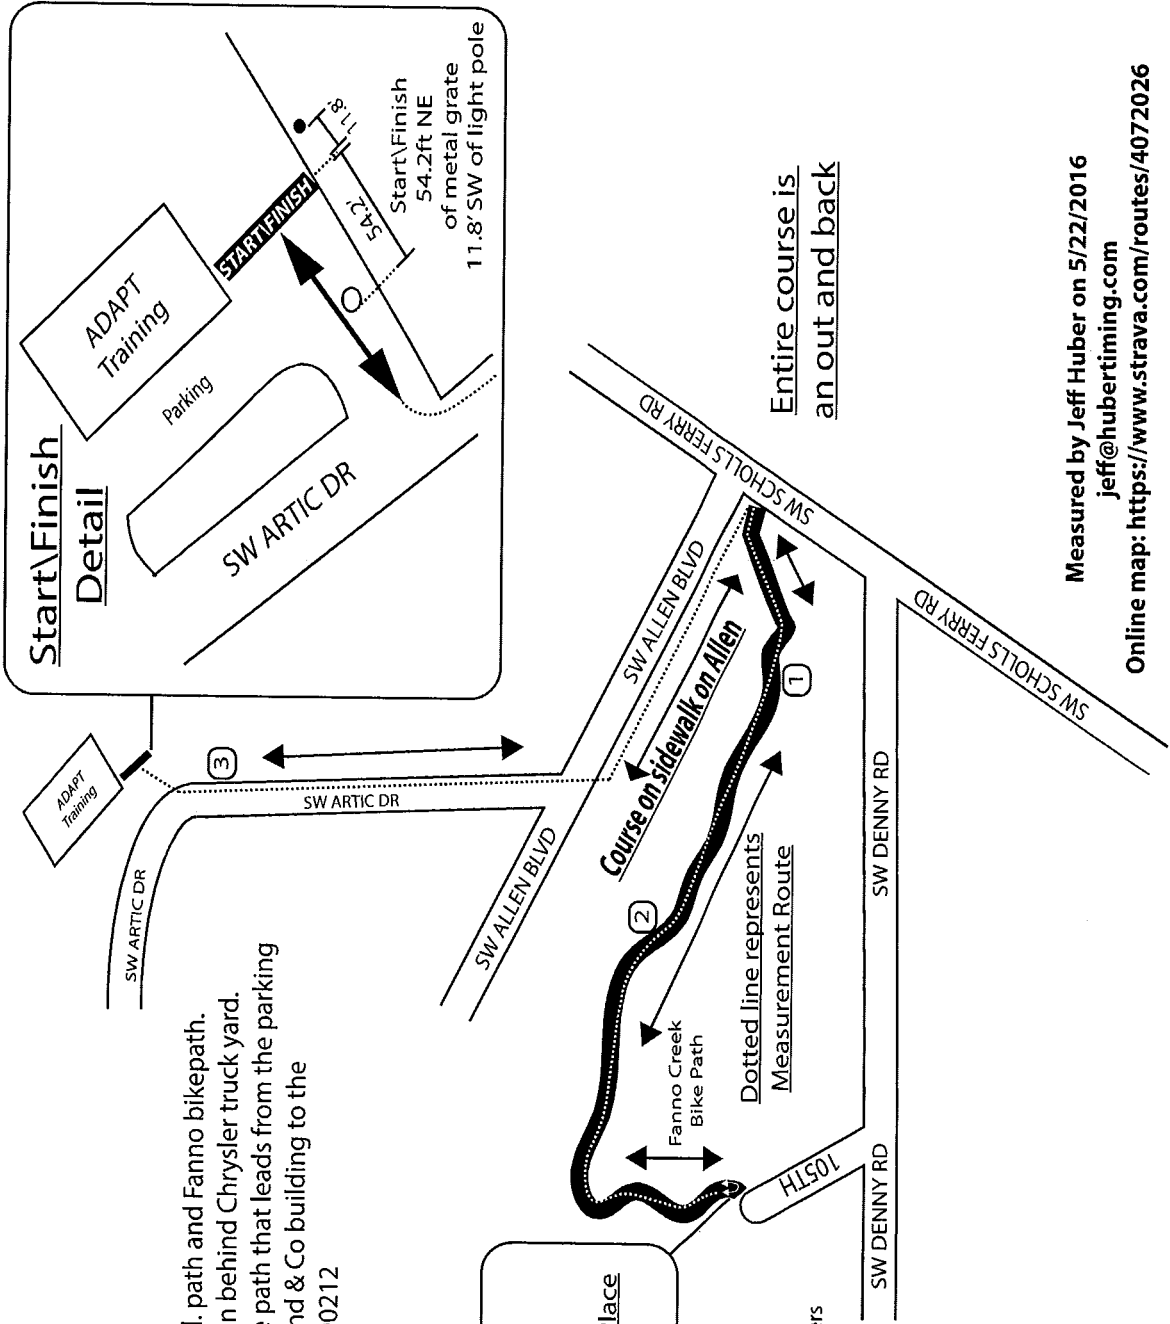 Start\Finish
Detail
ADAPT
Training
Parking
SW ARTIC DR
START\FINISH
54.2'
11.8'
Start\Finish
54.2ft NE
of metal grate
11.8' SW of light pole
ADAPT
Training
3
SW ARTIC DR
SW ARTIC DR
path and Fanno bikepath.
behind Chrysler truck yard.
path that leads from the parking
& Co building to the
SW ALLEN BLVD
SW ALLEN BLVD
Course on sidewalk on Allen
SW SCHOLLS FERRY RD
SW SCHOLLS FERRY RD
SW SCHOLLS FERRY RD
1
2
Fanno Creek
Bike Path
Dotted line represents
Measurement Route
105TH
SW DENNY RD
SW DENNY RD
Entire course is
an out and back
Measured by Jeff Huber on 5/22/2016
jeff@hubertiming.com
Online map: https://www.strava.com/routes/4072026